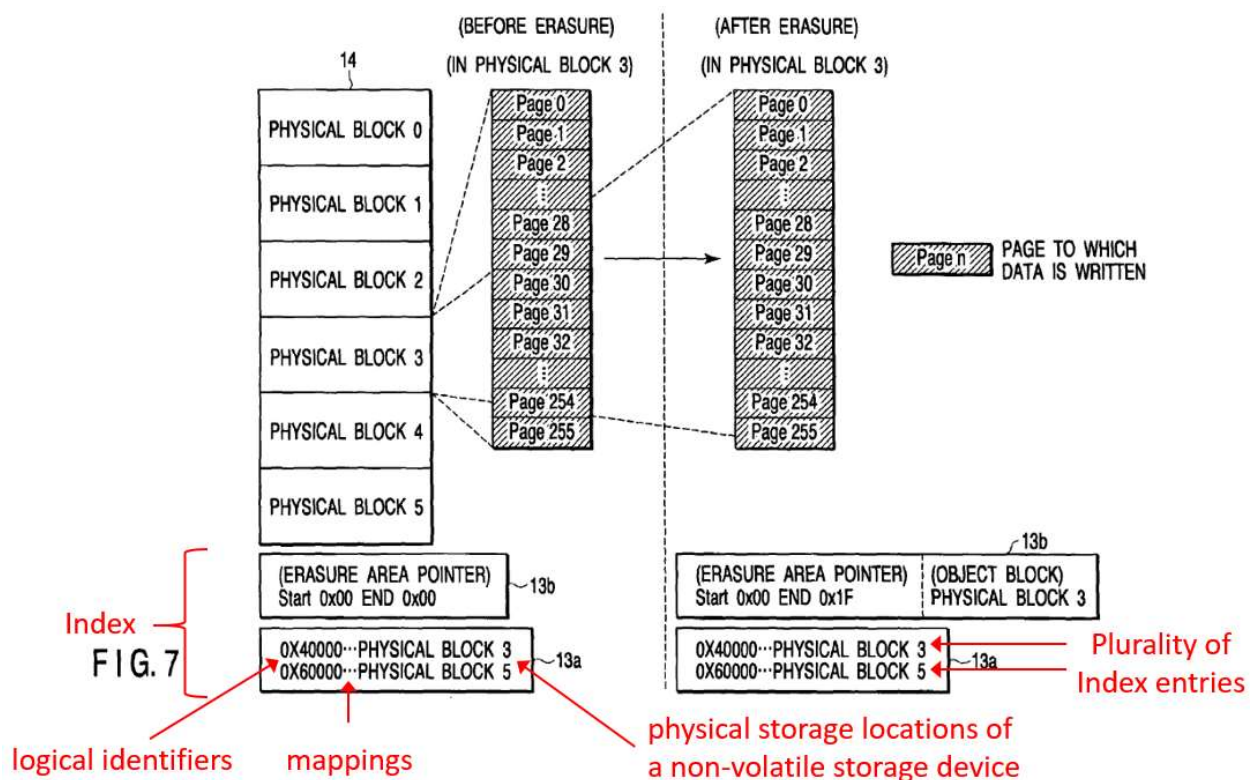 (BEFORE ERASURE)
(IN PHYSICAL BLOCK 3)
(AFTER ERASURE)
(IN PHYSICAL BLOCK 3)
14
PHYSICAL BLOCK 0
PHYSICAL BLOCK 1
PHYSICAL BLOCK 2
PHYSICAL BLOCK 3
PHYSICAL BLOCK 4
PHYSICAL BLOCK 5
Page 0
Page 1
Page 2
Page 28
Page 29
Page 30
Page 31
Page 32
Page 254
Page 255
Page 0
Page 1
Page 2
Page 28
Page 29
Page 30
Page 31
Page 32
Page 254
Page 255
Page n
PAGE TO WHICH
DATA IS WRITTEN
Index
FIG. 7
(ERASURE AREA POINTER)
Start 0x00 END 0x00
13b
0X40000···PHYSICAL BLOCK 3
0X60000···PHYSICAL BLOCK 5
13a
13b
(ERASURE AREA POINTER)
Start 0x00 END 0x1F
(OBJECT BLOCK)
PHYSICAL BLOCK 3
0X40000···PHYSICAL BLOCK 3
0X60000···PHYSICAL BLOCK 5
13a
Plurality of
Index entries
logical identifiers
mappings
physical storage locations of
a non-volatile storage device